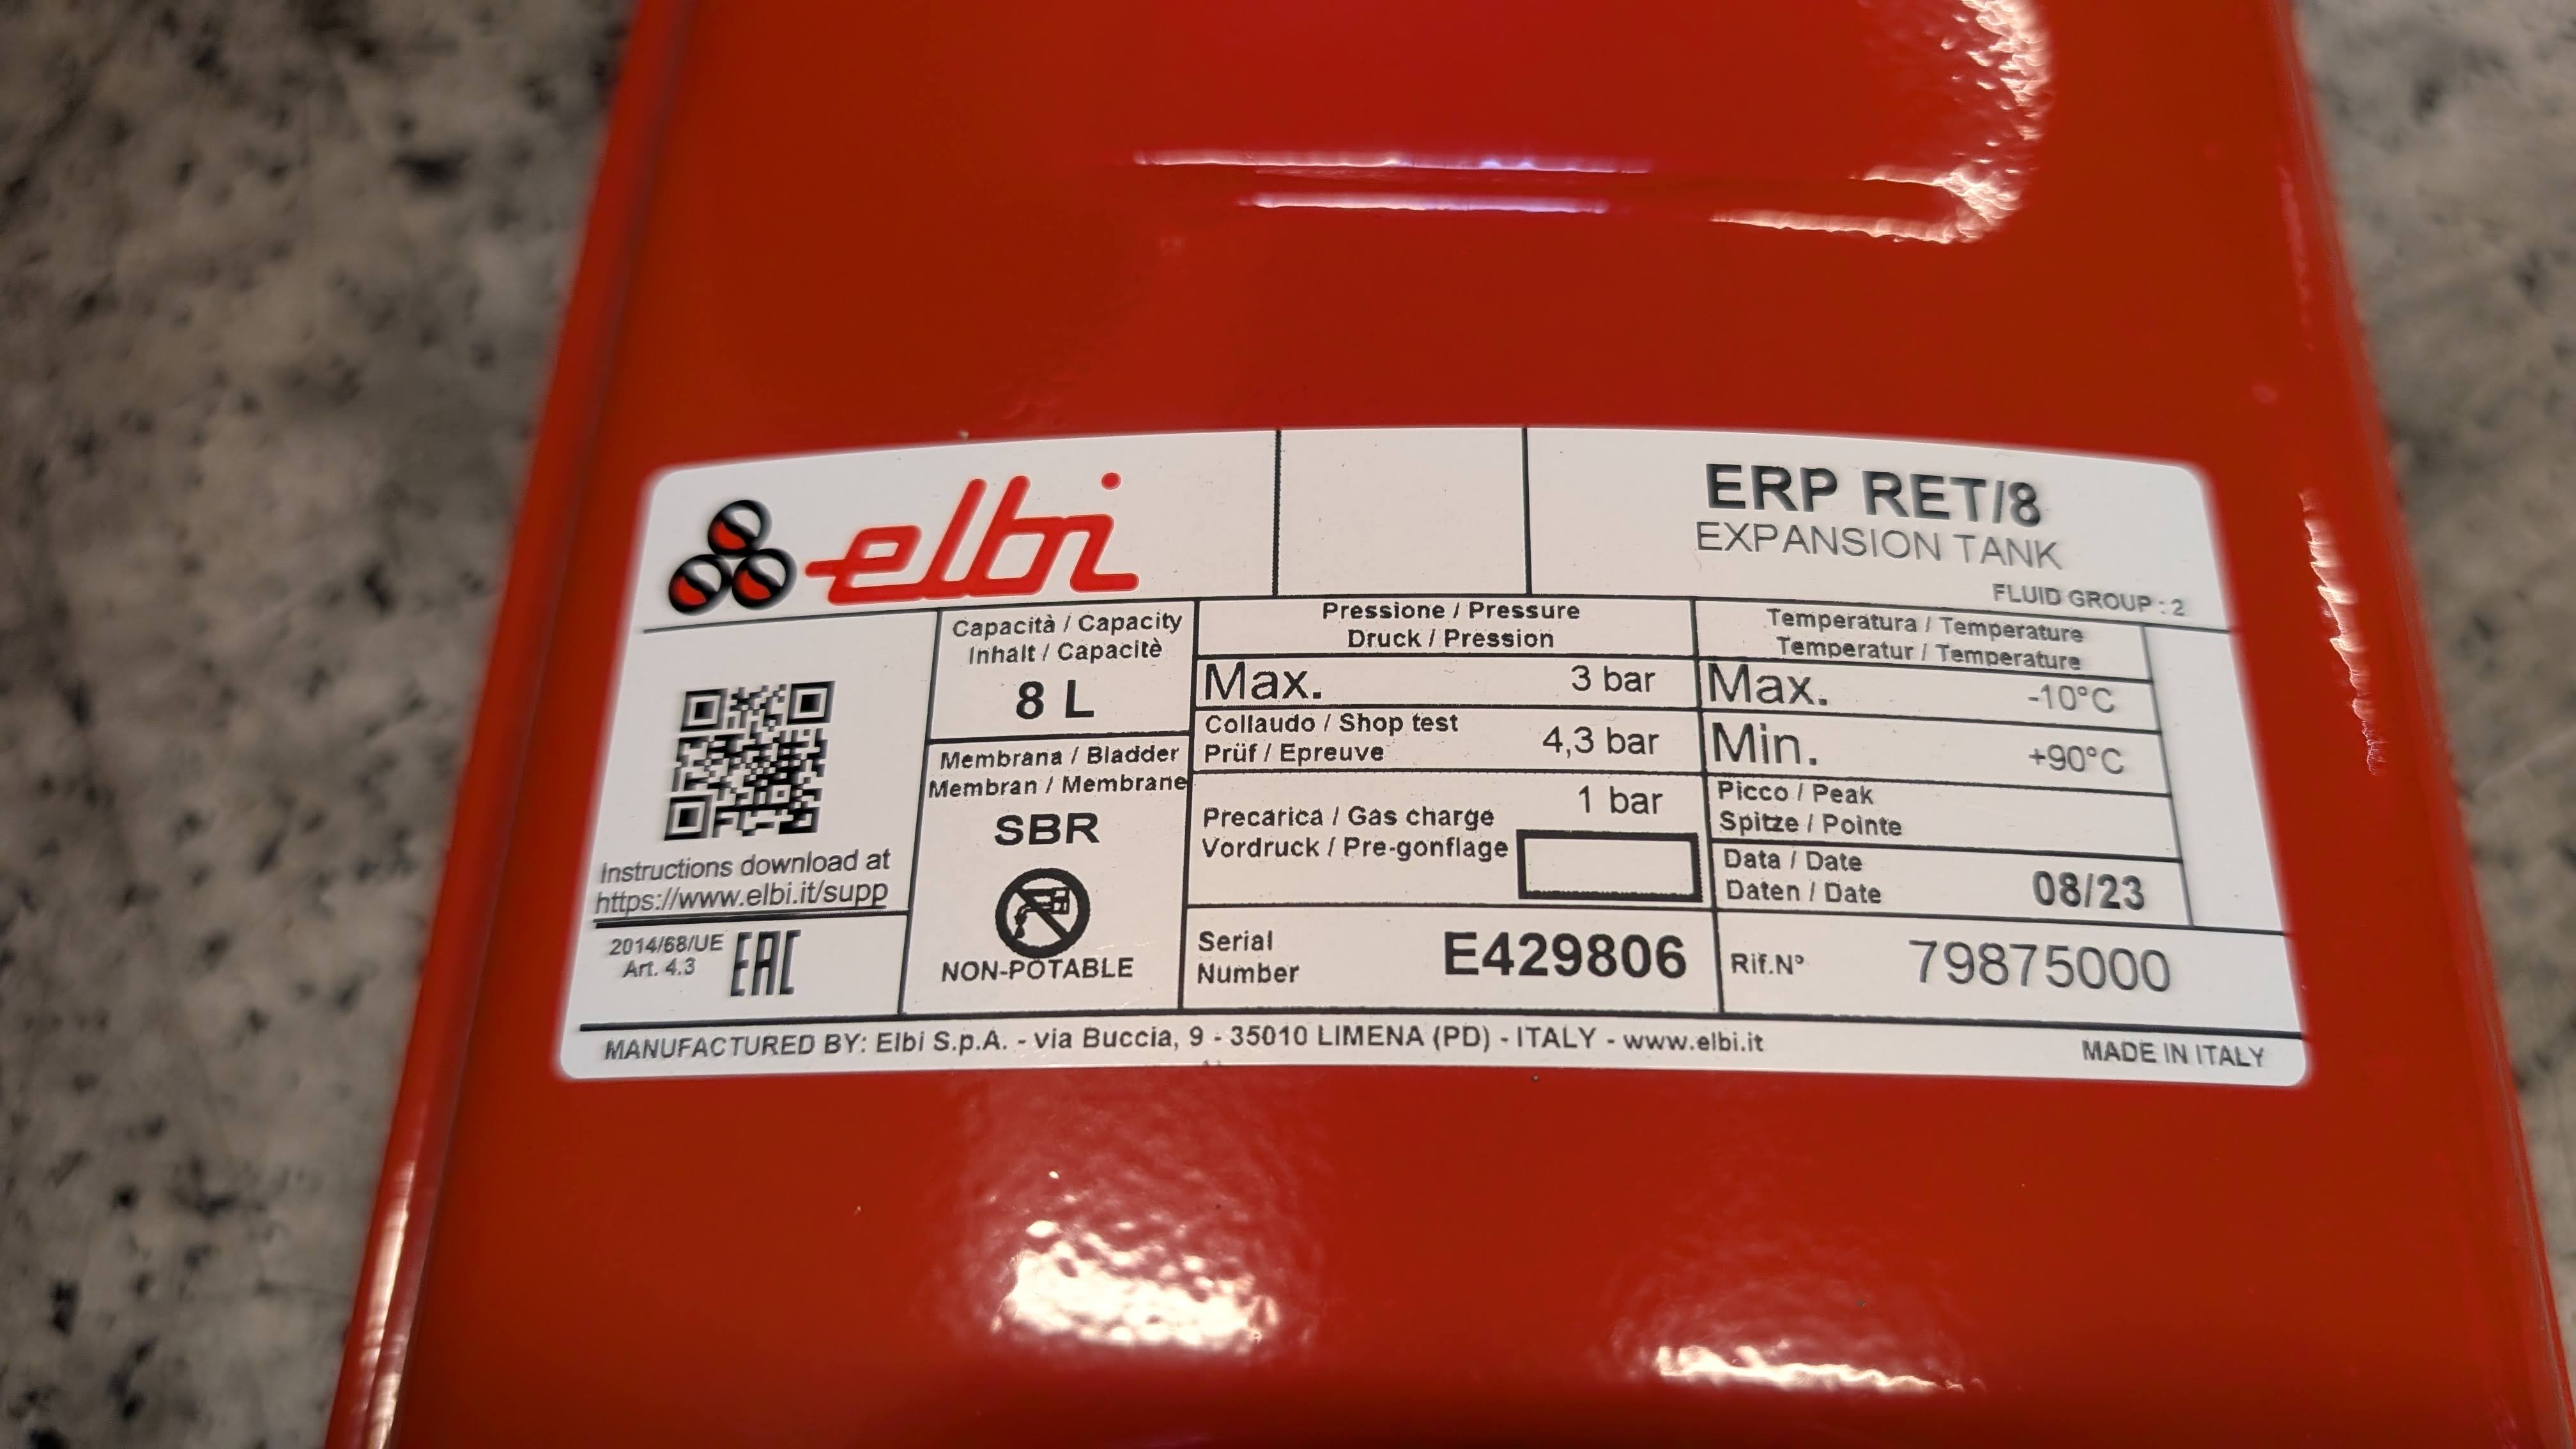 elbi
ERP RET/8
EXPANSION TANK
FLUID GROUP : 2
Instructions download at
https://www.elbi.it/supp
2014/68/UE
Art. 4.3
EAC
Capacità / Capacity
Inhalt / Capacitè
8 L
Membrana / Bladder
Membran / Membrane
SBR
NON-POTABLE
Pressione / Pressure
Druck / Pression
Max. 3 bar
Collaudo / Shop test
Prüf / Epreuve
4,3 bar
Precarica / Gas charge
Vordruck / Pre-gonflage
1 bar
Serial
Number
E429806
Temperatura / Temperature
Temperatur / Temperature
Max. -10°C
Min. +90°C
Picco / Peak
Spitze / Pointe
Data / Date
Daten / Date
08/23
Rif.N° 79875000
MANUFACTURED BY: Elbi S.p.A. - via Buccia, 9 - 35010 LIMENA (PD) - ITALY - www.elbi.it
MADE IN ITALY